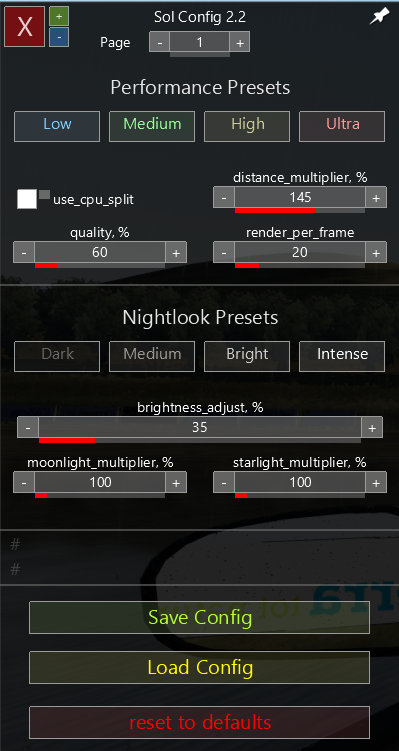 X
+
-
Sol Config 2.2
Page
- 1 +
Performance Presets
Low Medium High Ultra
use_cpu_split
distance_multiplier, %
- 145 +
quality, %
- 60 +
render_per_frame
- 20 +
Nightlook Presets
Dark Medium Bright Intense
brightness_adjust, %
- 35 +
moonlight_multiplier, %
- 100 +
starlight_multiplier, %
- 100 +
#
#
Save Config
Load Config
reset to defaults